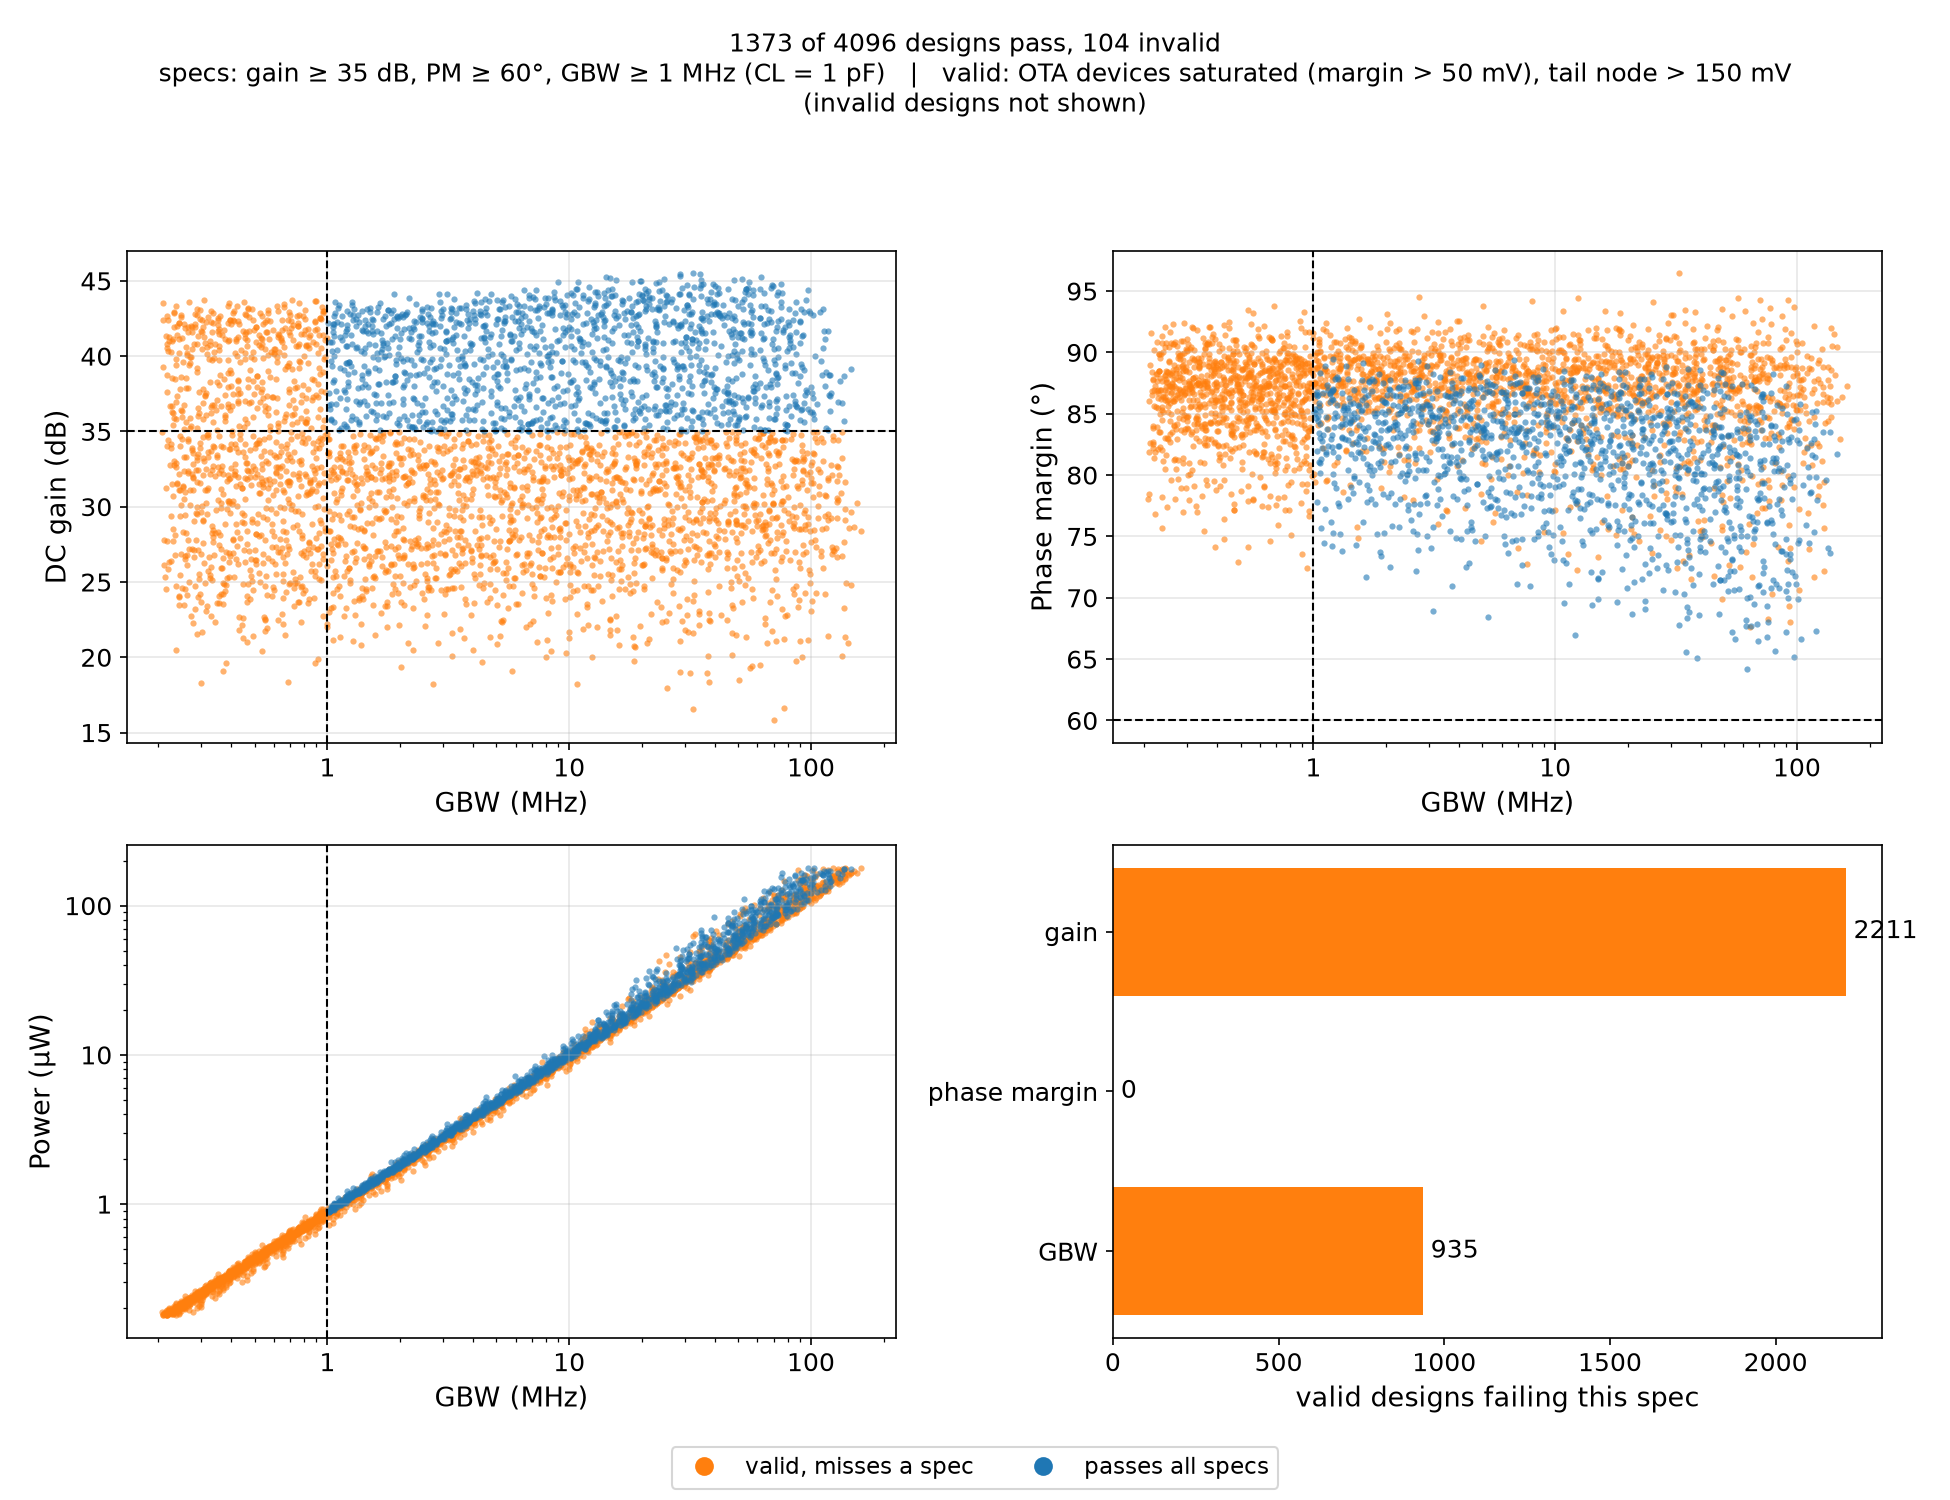 1373 of 4096 designs pass, 104 invalid
specs: gain ≥ 35 dB, PM ≥ 60°, GBW ≥ 1 MHz (CL = 1 pF)   |   valid: OTA devices saturated (margin > 50 mV), tail node > 150 mV
(invalid designs not shown)
DC gain (dB)
45
40
35
30
25
20
15
1 10 100
GBW (MHz)
Phase margin (°)
95
90
85
80
75
70
65
60
1 10 100
GBW (MHz)
Power (µW)
100
10
1
1 10 100
GBW (MHz)
gain 2211
phase margin 0
GBW 935
0 500 1000 1500 2000
valid designs failing this spec
valid, misses a spec passes all specs